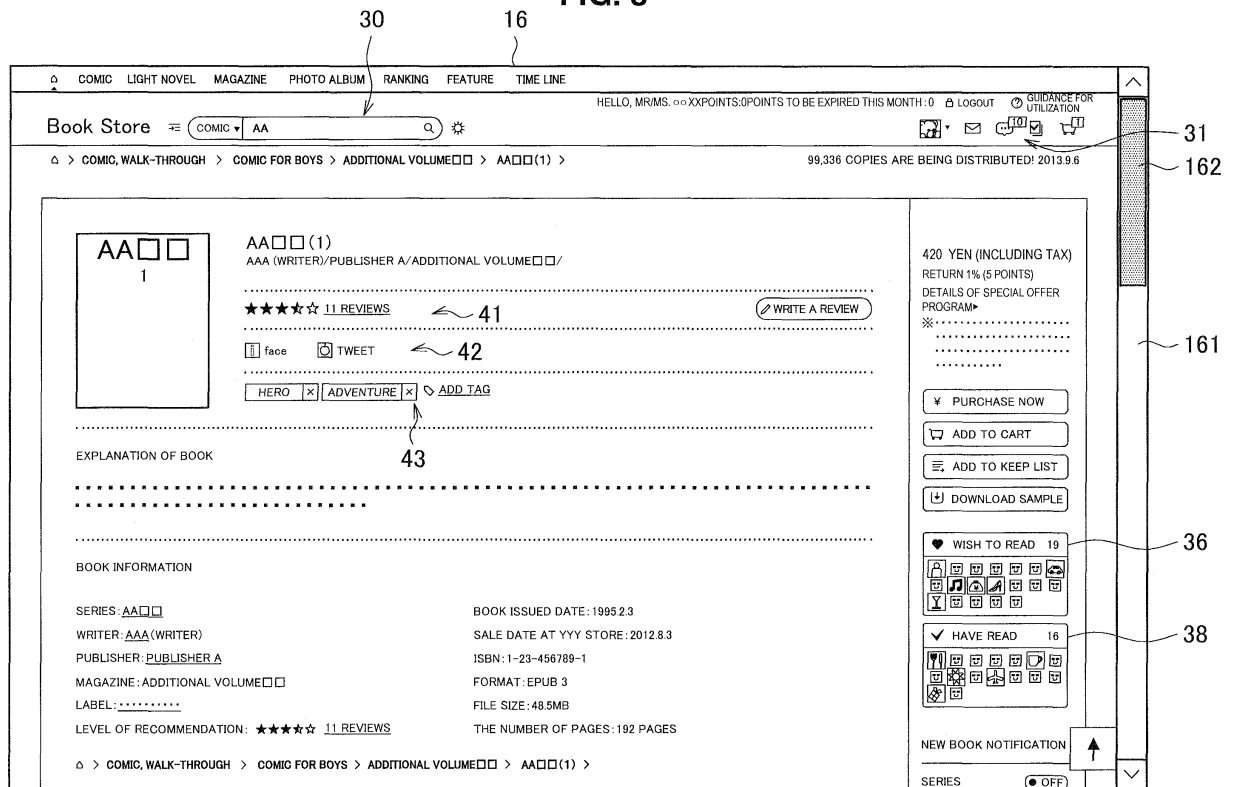 30 16
COMIC LIGHT NOVEL MAGAZINE PHOTO ALBUM RANKING FEATURE TIME LINE
HELLO, MR/MS. ○○XXPOINTS:0POINTS TO BE EXPIRED THIS MONTH:0 LOGOUT GUIDANCE FOR UTILIZATION
Book Store COMIC ▾ AA 10 1
31
162
⌂ > COMIC, WALK-THROUGH > COMIC FOR BOYS > ADDITIONAL VOLUME□□ > AA□□(1) >
99,336 COPIES ARE BEING DISTRIBUTED! 2013.9.6
AA□□
1
AA□□(1)
AAA (WRITER)/PUBLISHER A/ADDITIONAL VOLUME□□/
★★★☆ 11 REVIEWS 41 WRITE A REVIEW
face TWEET 42
HERO × ADVENTURE × ADD TAG
43
EXPLANATION OF BOOK
BOOK INFORMATION
SERIES:AA□□
WRITER:AAA(WRITER)
PUBLISHER:PUBLISHER A
MAGAZINE:ADDITIONAL VOLUME□□
LABEL:··········
LEVEL OF RECOMMENDATION: ★★★☆ 11 REVIEWS
BOOK ISSUED DATE:1995.2.3
SALE DATE AT YYY STORE:2012.8.3
ISBN:1-23-456789-1
FORMAT:EPUB 3
FILE SIZE:48.5MB
THE NUMBER OF PAGES:192 PAGES
⌂ > COMIC, WALK-THROUGH > COMIC FOR BOYS > ADDITIONAL VOLUME□□ > AA□□(1) >
420 YEN (INCLUDING TAX)
RETURN 1% (5 POINTS)
DETAILS OF SPECIAL OFFER
PROGRAM▸
※
161
¥ PURCHASE NOW
ADD TO CART
ADD TO KEEP LIST
DOWNLOAD SAMPLE
♥ WISH TO READ 19
36
✓ HAVE READ 16
38
NEW BOOK NOTIFICATION
SERIES ● OFF